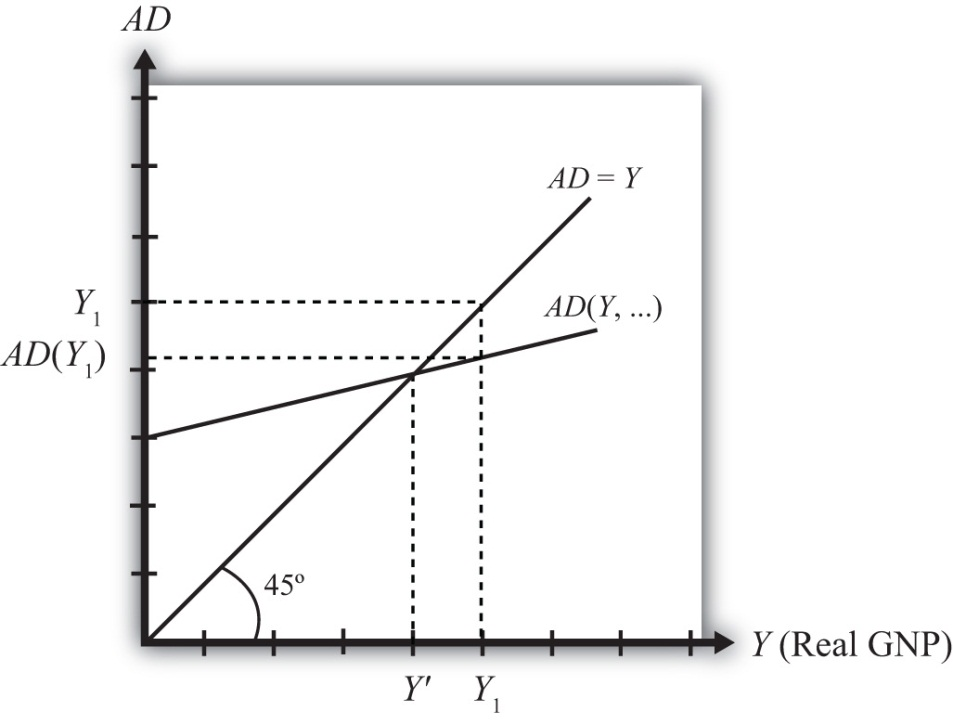 AD
AD = Y
Y₁
AD(Y, ...)
AD(Y₁)
45º
Y (Real GNP)
Y′
Y₁